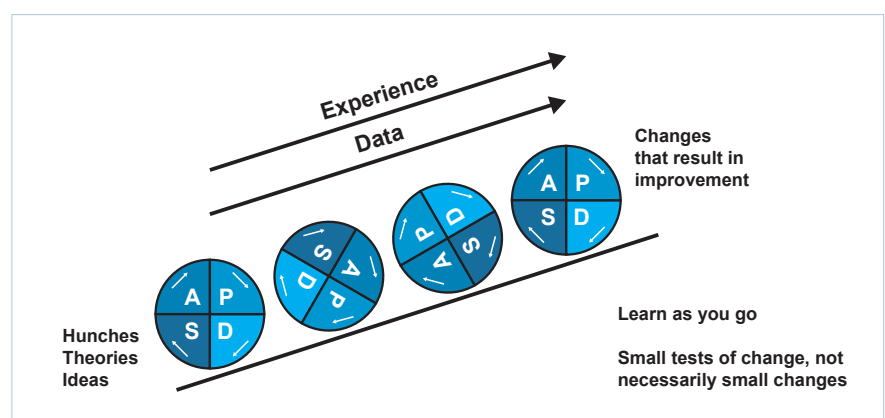 Experience
Data
Changes
that result in
improvement
A P
S D
S
A
D
P
P
D
A
S
A P
S D
Hunches
Theories
Ideas
Learn as you go
Small tests of change, not
necessarily small changes